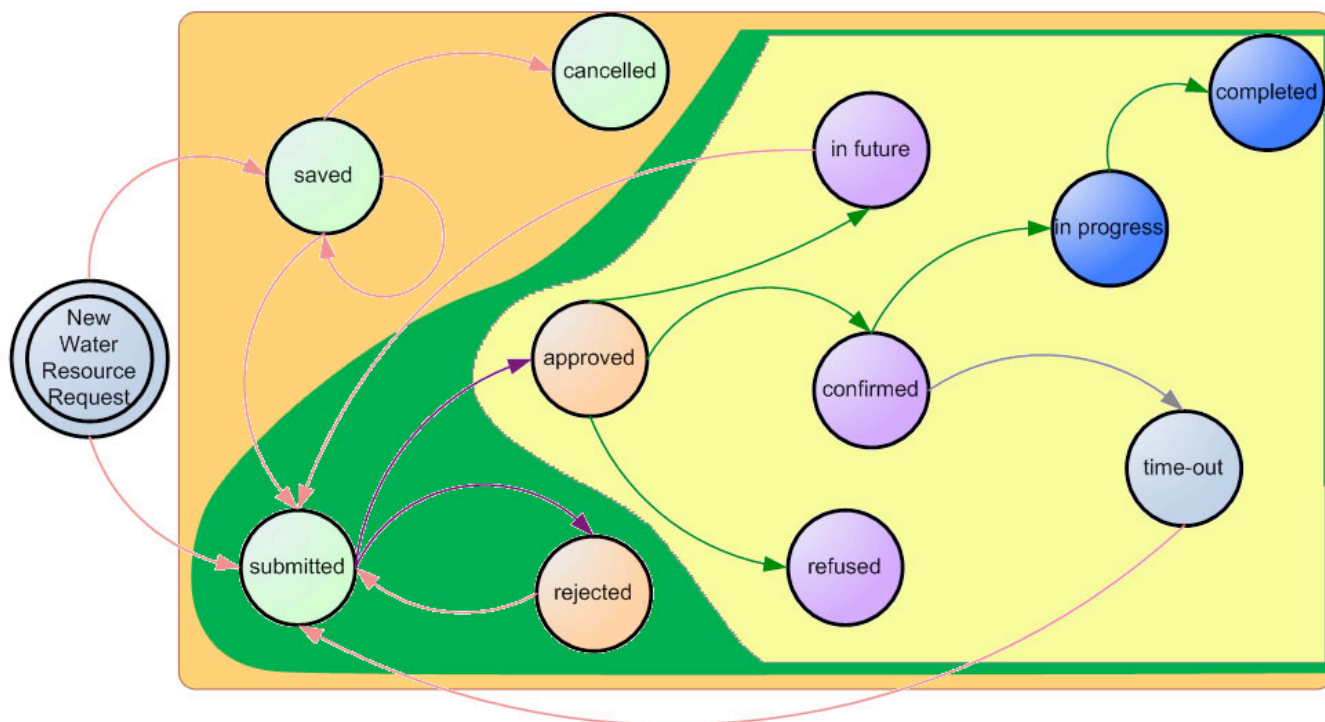 cancelled
completed
in future
saved
in progress
New
Water
Resource
Request
approved
confirmed
time-out
submitted
rejected
refused